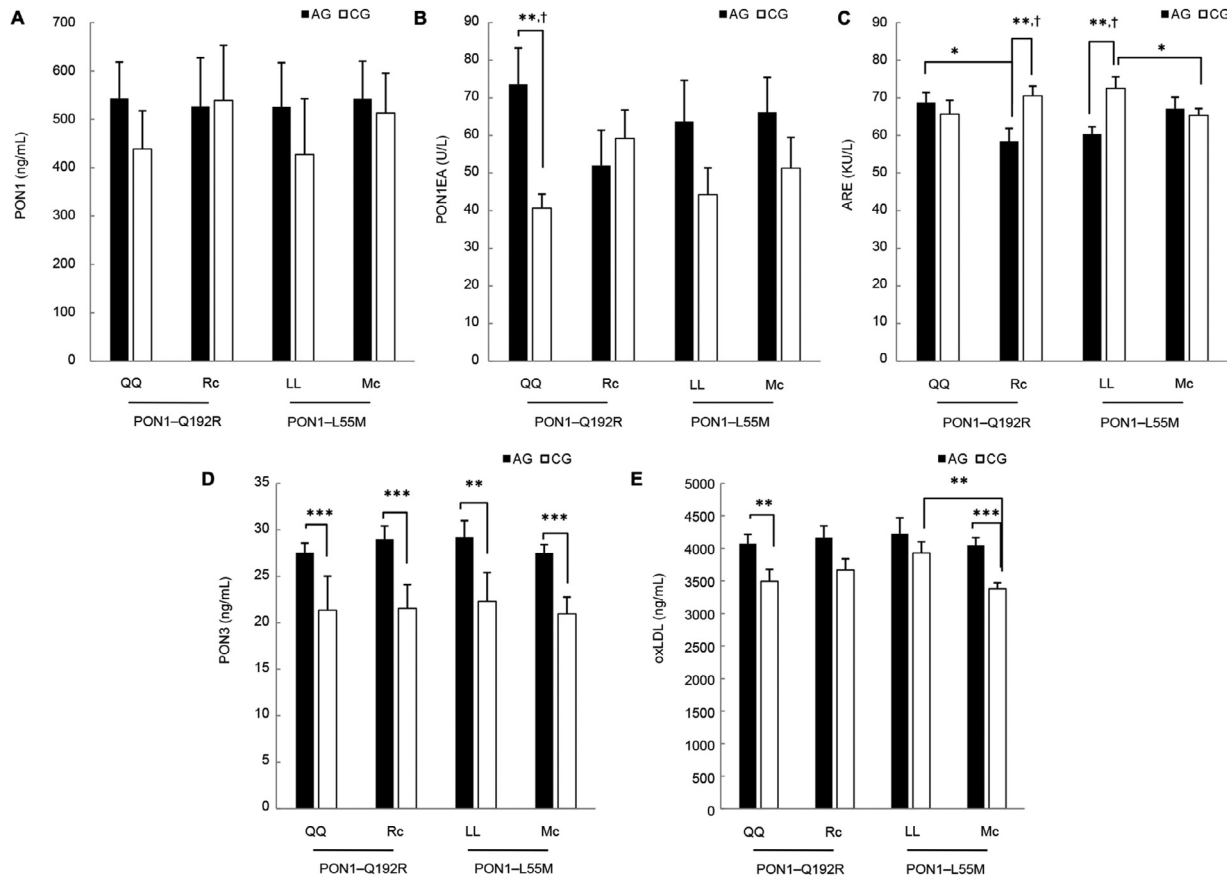 A
AG CG
PON1 (ng/mL)
700
600
500
400
300
200
100
0
QQ Rc LL Mc
PON1–Q192R PON1–L55M
B
AG CG
PON1EA (U/L)
90
80
70
60
50
40
30
20
10
0
**,†
QQ Rc LL Mc
PON1–Q192R PON1–L55M
C
AG CG
ARE (KU/L)
90
80
70
60
50
40
30
20
10
0
* **,† **,† *
QQ Rc LL Mc
PON1–Q192R PON1–L55M
D
AG CG
PON3 (ng/mL)
35
30
25
20
15
10
5
0
*** *** ** ***
QQ Rc LL Mc
PON1–Q192R PON1–L55M
E
AG CG
oxLDL (ng/mL)
5000
4500
4000
3500
3000
2500
2000
1500
1000
500
0
** ** ***
QQ Rc LL Mc
PON1–Q192R PON1–L55M